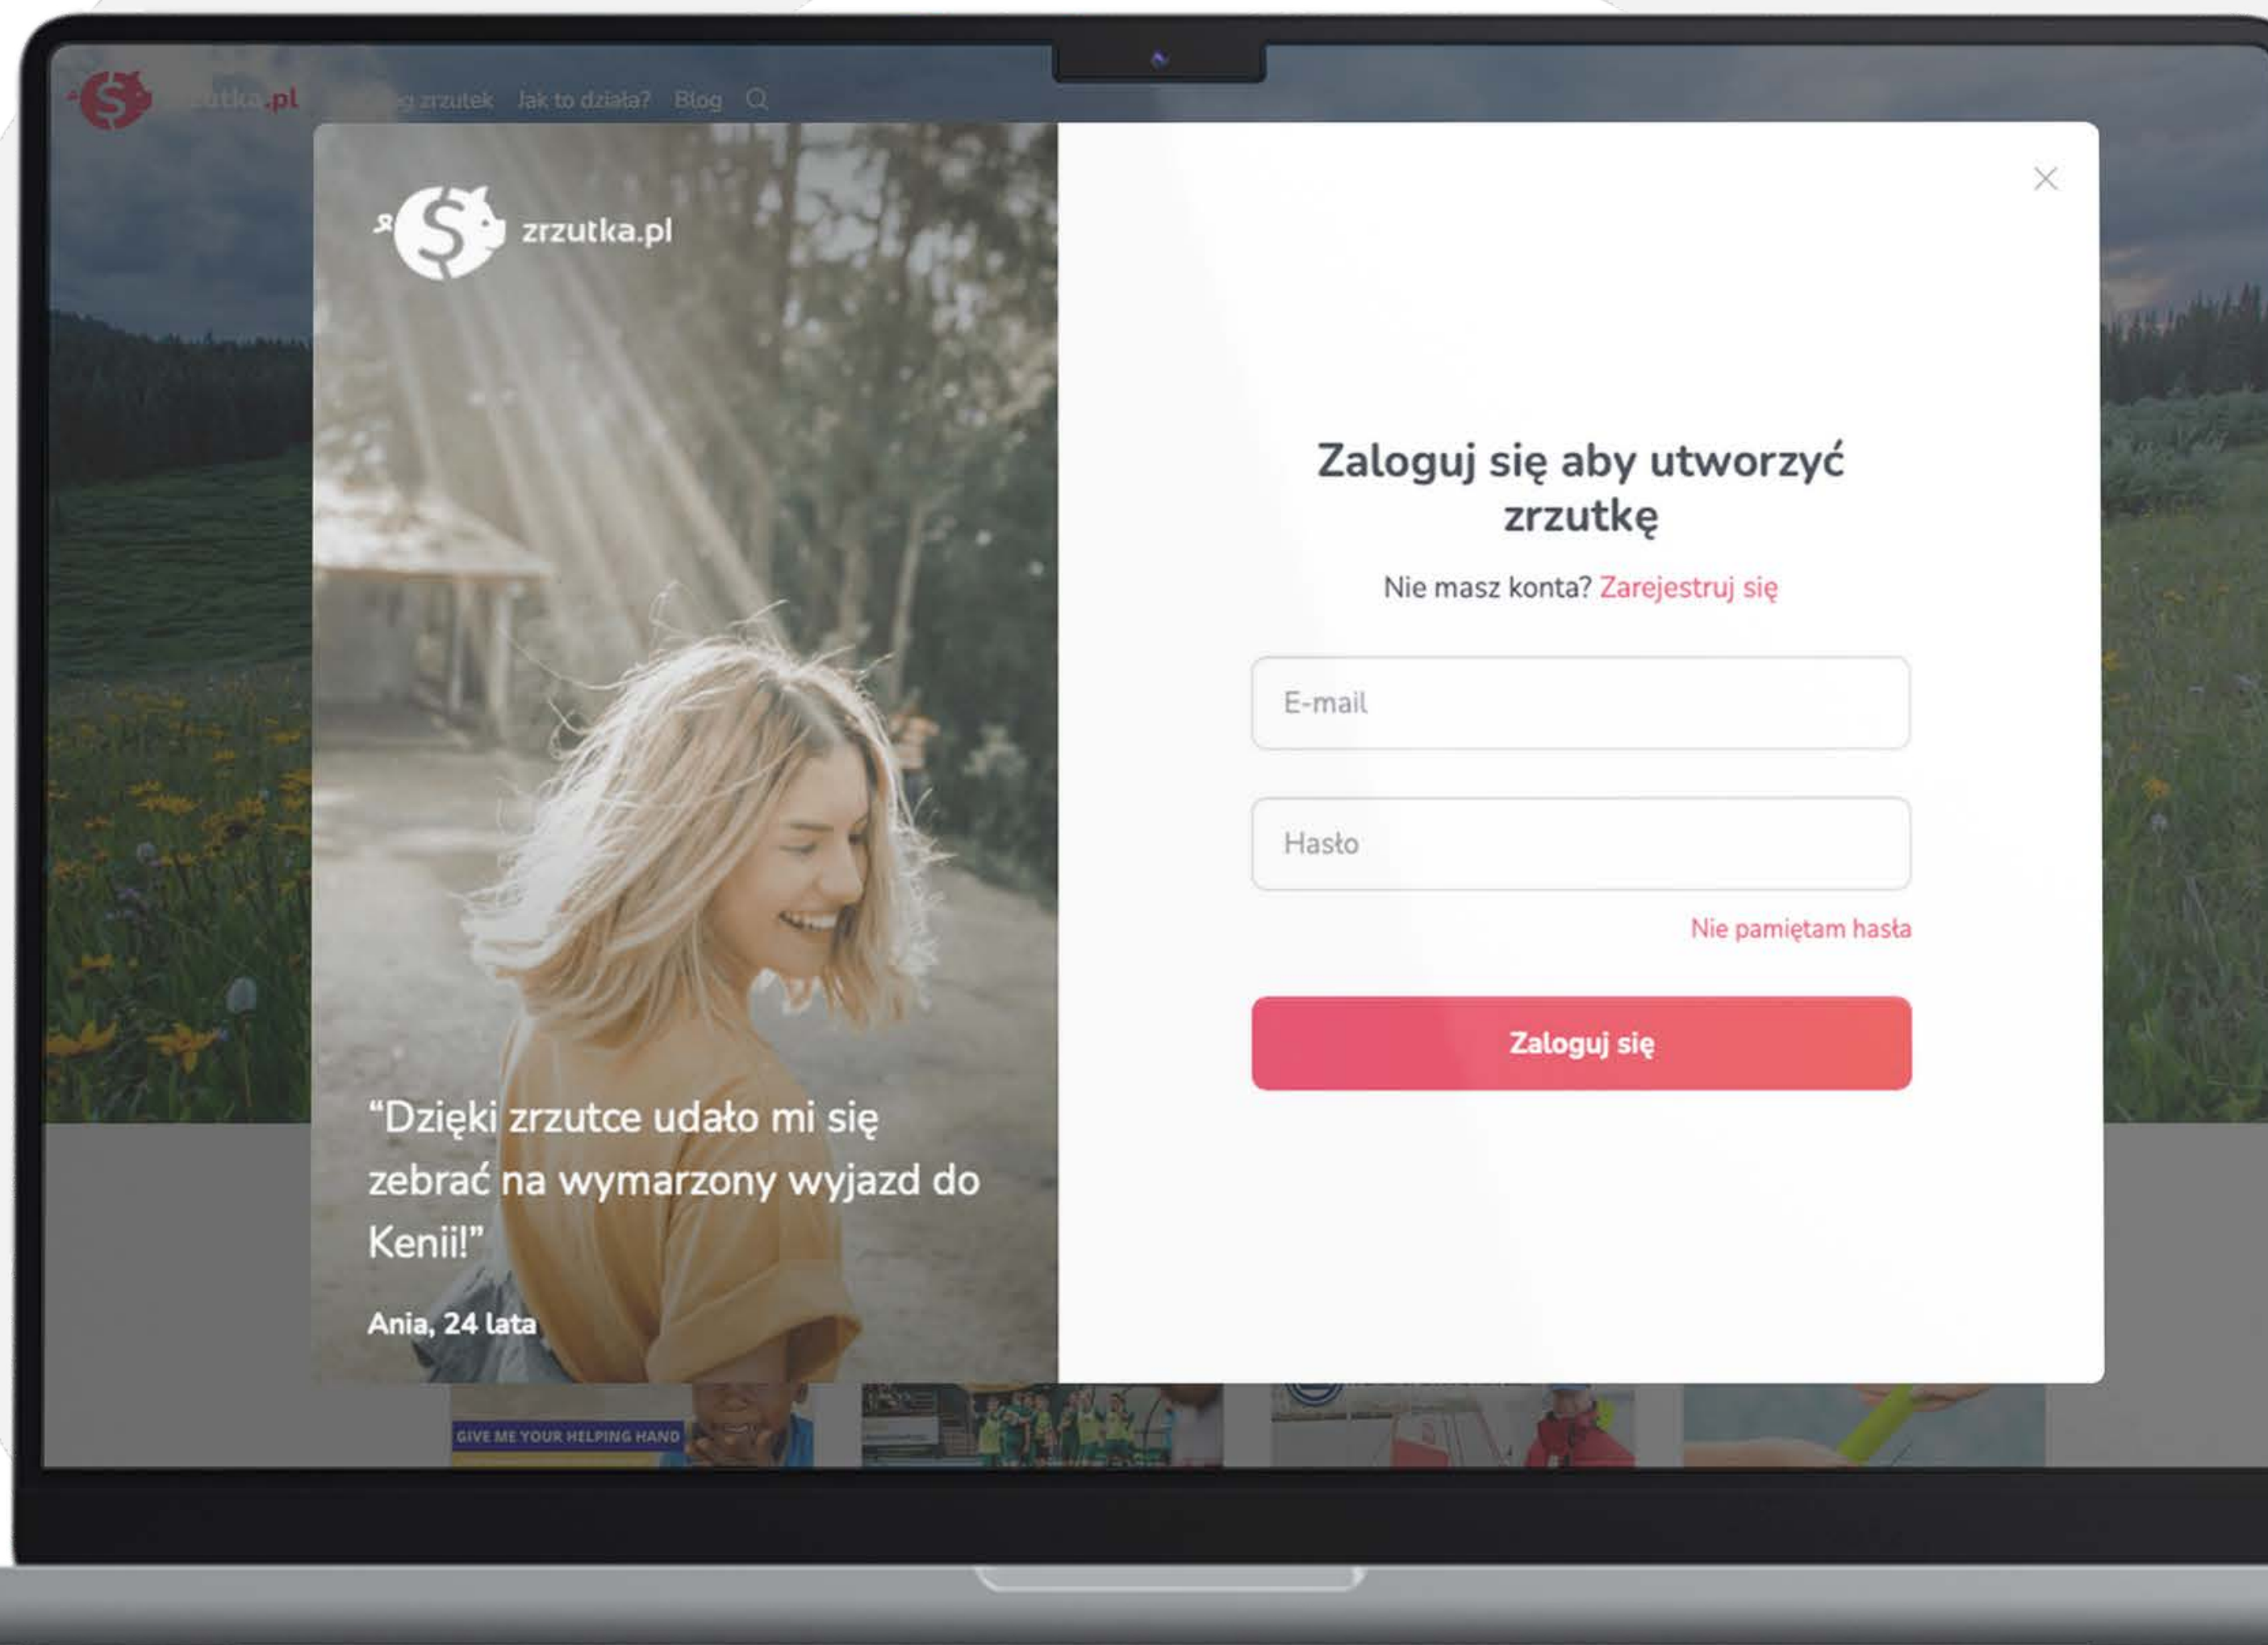 utka.pl
zrzutek Jak to działa? Blog
zrzutka.pl
Zaloguj się aby utworzyć
zrzutkę
Nie masz konta? Zarejestruj się
E-mail
Hasło
Nie pamiętam hasła
Zaloguj się
“Dzięki zrzutce udało mi się
zebrać na wymarzony wyjazd do
Kenii!”
Ania, 24 lata
GIVE ME YOUR HELPING HAND